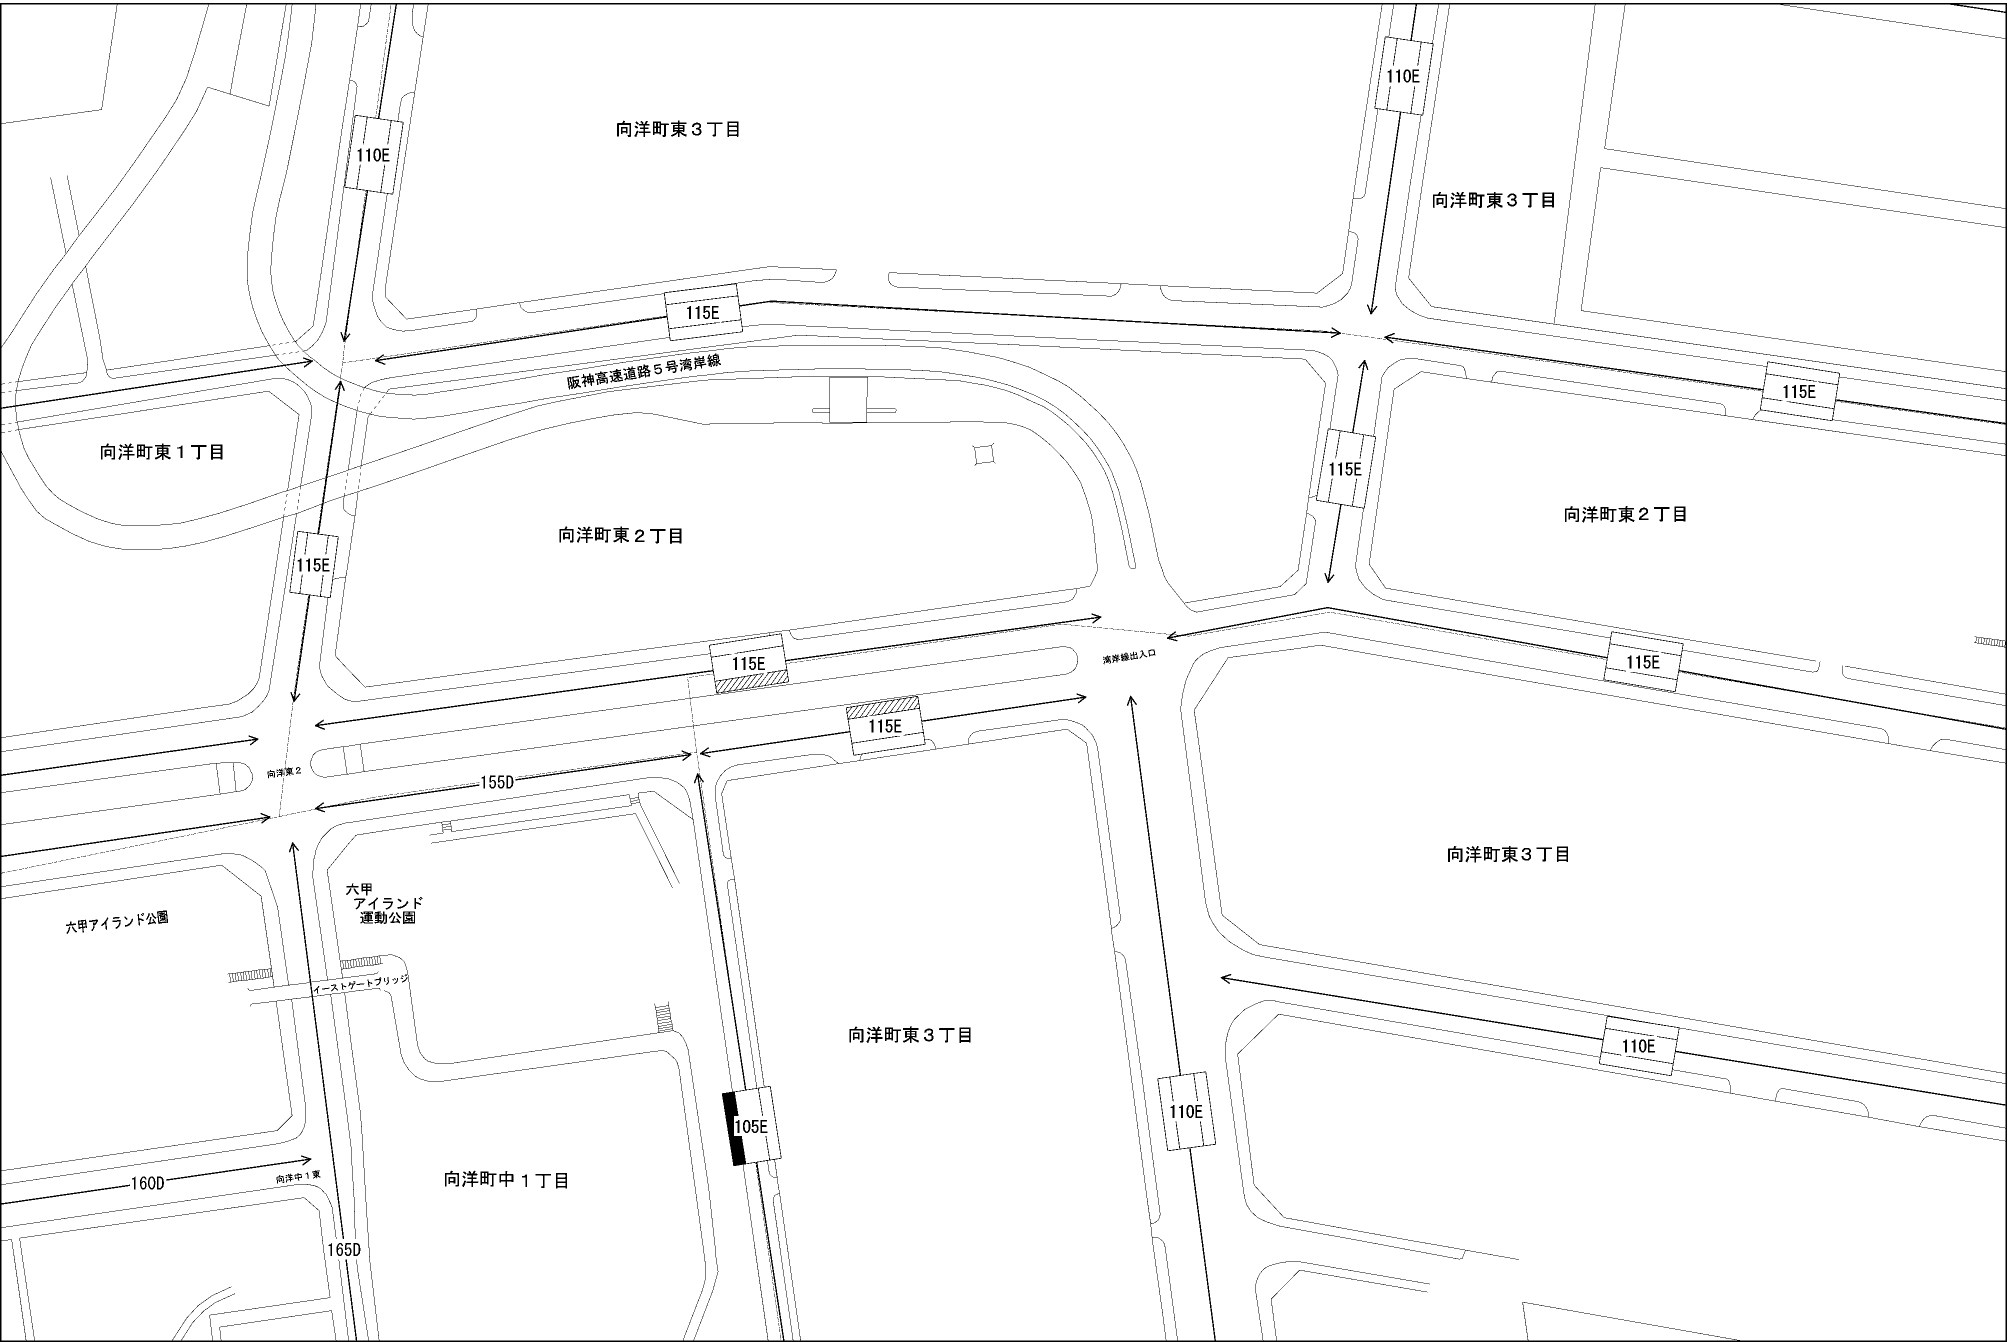 110E
向洋町東３丁目
110E
向洋町東３丁目
115E
阪神高速道路５号湾岸線
115E
向洋町東１丁目
115E
向洋町東２丁目
向洋町東２丁目
115E
115E
湾岸線出入口
115E
115E
向洋東２
155D
向洋町東３丁目
六甲
アイランド
運動公園
六甲アイランド公園
イーストゲートブリッジ
向洋町東３丁目
110E
110E
105E
160D
向洋中１東
向洋町中１丁目
165D